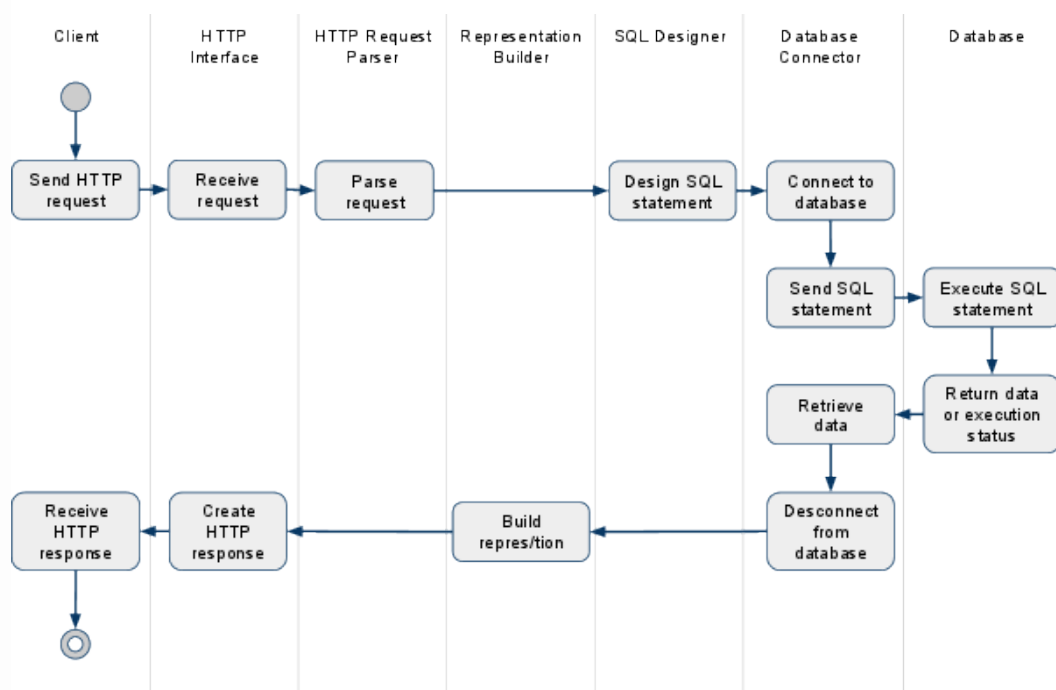 Client
HTTP
Interface
HTTP Request
Parser
Representation
Builder
SQL Designer
Database
Connector
Database
Send HTTP
request
Receive
request
Parse
request
Design SQL
statement
Connect to
database
Send SQL
statement
Execute SQL
statement
Retrieve
data
Return data
or execution
status
Receive
HTTP
response
Create
HTTP
response
Build
repres/tion
Desconnect
from
database